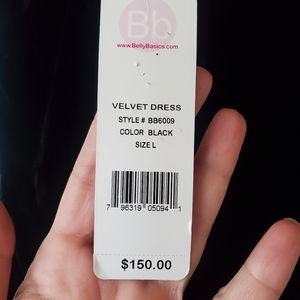 Bb
www.BellyBasics.com
VELVET DRESS
STYLE # BB6009
COLOR BLACK
SIZE L
7 96319 05094 1
$150.00